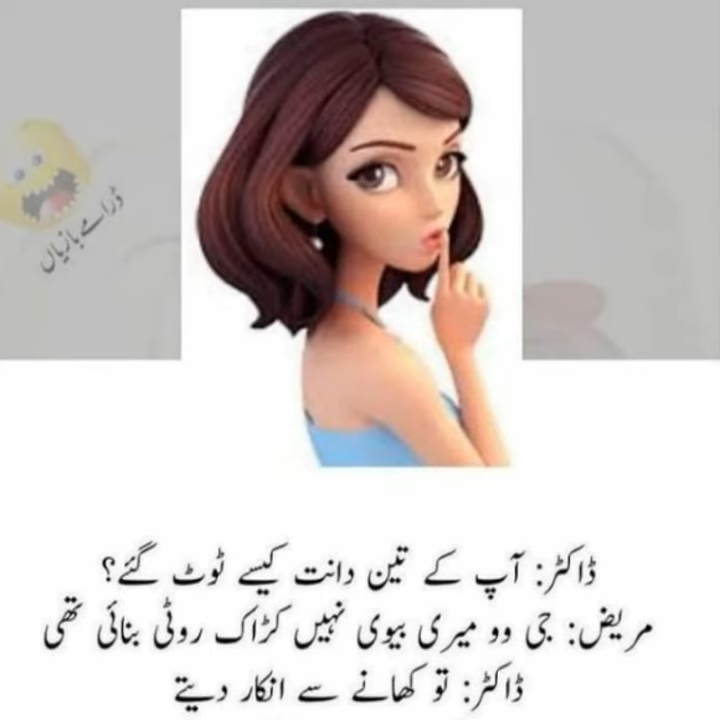 ڈرامے بازیاں
ڈاکٹر: آپ کے تین دانت کیسے ٹوٹ گئے؟
مریض: جی وو میری بیوی نہیں کڑاک روٹی بنائی تھی
ڈاکٹر: تو کھانے سے انکار دیتے